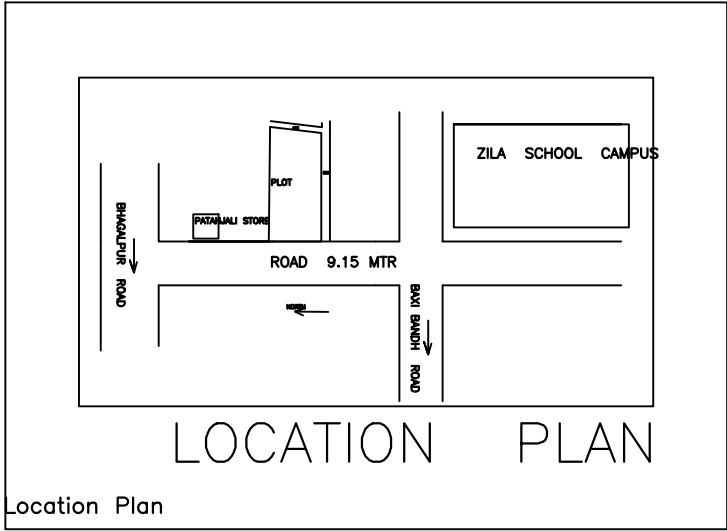 ZILA SCHOOL CAMPUS
PLOT
PATANJALI STORE
BHAGALPUR ROAD
ROAD 9.15 MTR
NORTH
BAXI BANDH ROAD
LOCATION PLAN
Location Plan